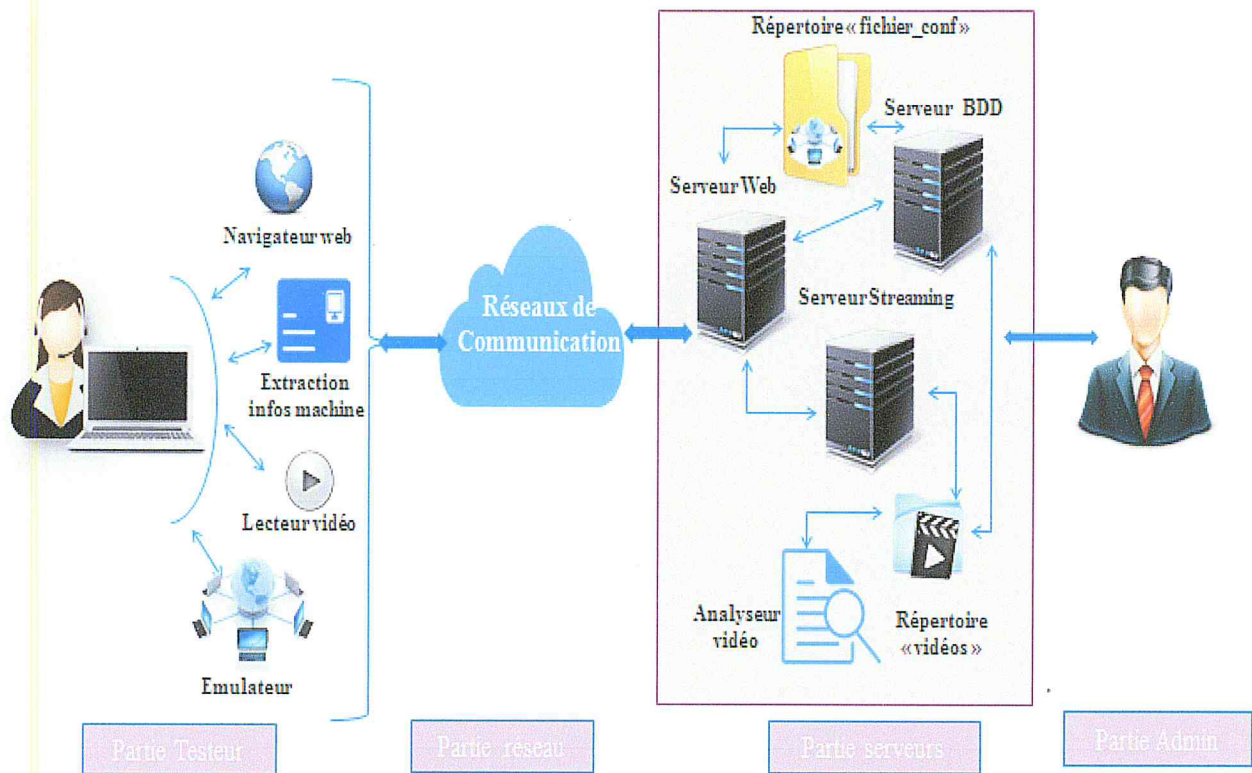 Répertoire « fichier_conf »
Serveur BDD
Serveur Web
Navigateur web
Serveur Streaming
Réseaux de
Communication
Extraction
infos machine
Lecteur vidéo
Analyseur
vidéo
Répertoire
« vidéos »
Emulateur
Partie Testeur
Partie réseau
Partie serveurs
Partie Admin